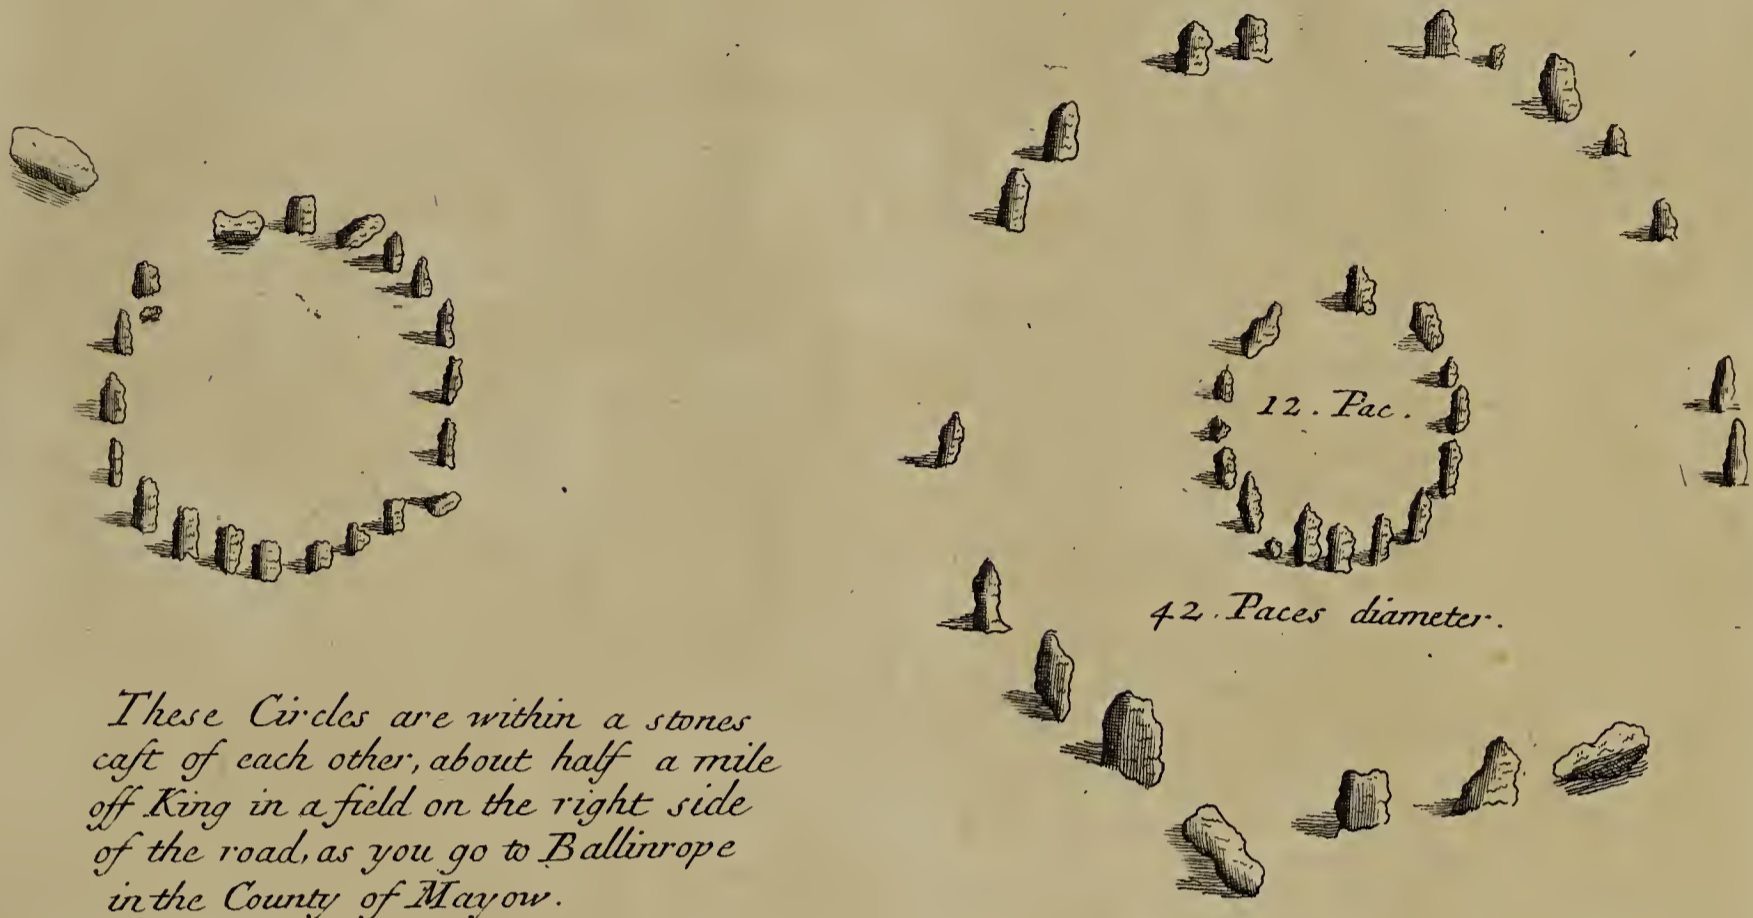 12. Pac.
42. Paces diameter.
These Circles are within a stones
caſt of each other, about half a mile
off King in a field on the right side
of the road, as you go to Ballinrope
in the County of Mayow.